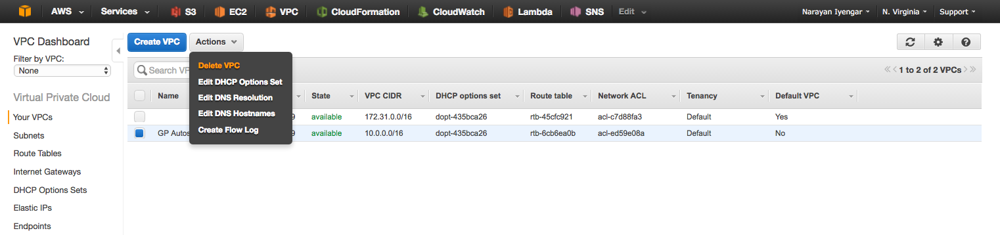 AWS Services S3 EC2 VPC CloudFormation CloudWatch Lambda SNS Edit Narayan Iyengar N. Virginia Support
VPC Dashboard
Filter by VPC:
None
Virtual Private Cloud
Your VPCs
Subnets
Route Tables
Internet Gateways
DHCP Options Sets
Elastic IPs
Endpoints
Create VPC Actions
Delete VPC
Edit DHCP Options Set
Edit DNS Resolution
Edit DNS Hostnames
Create Flow Log
Search VP
1 to 2 of 2 VPCs
Name State VPC CIDR DHCP options set Route table Network ACL Tenancy Default VPC
9 available 172.31.0.0/16 dopt-435bca26 rtb-45cfc921 acl-c7d88fa3 Default Yes
GP Autos 9 available 10.0.0.0/16 dopt-435bca26 rtb-6cb6ea0b acl-ed59e08a Default No